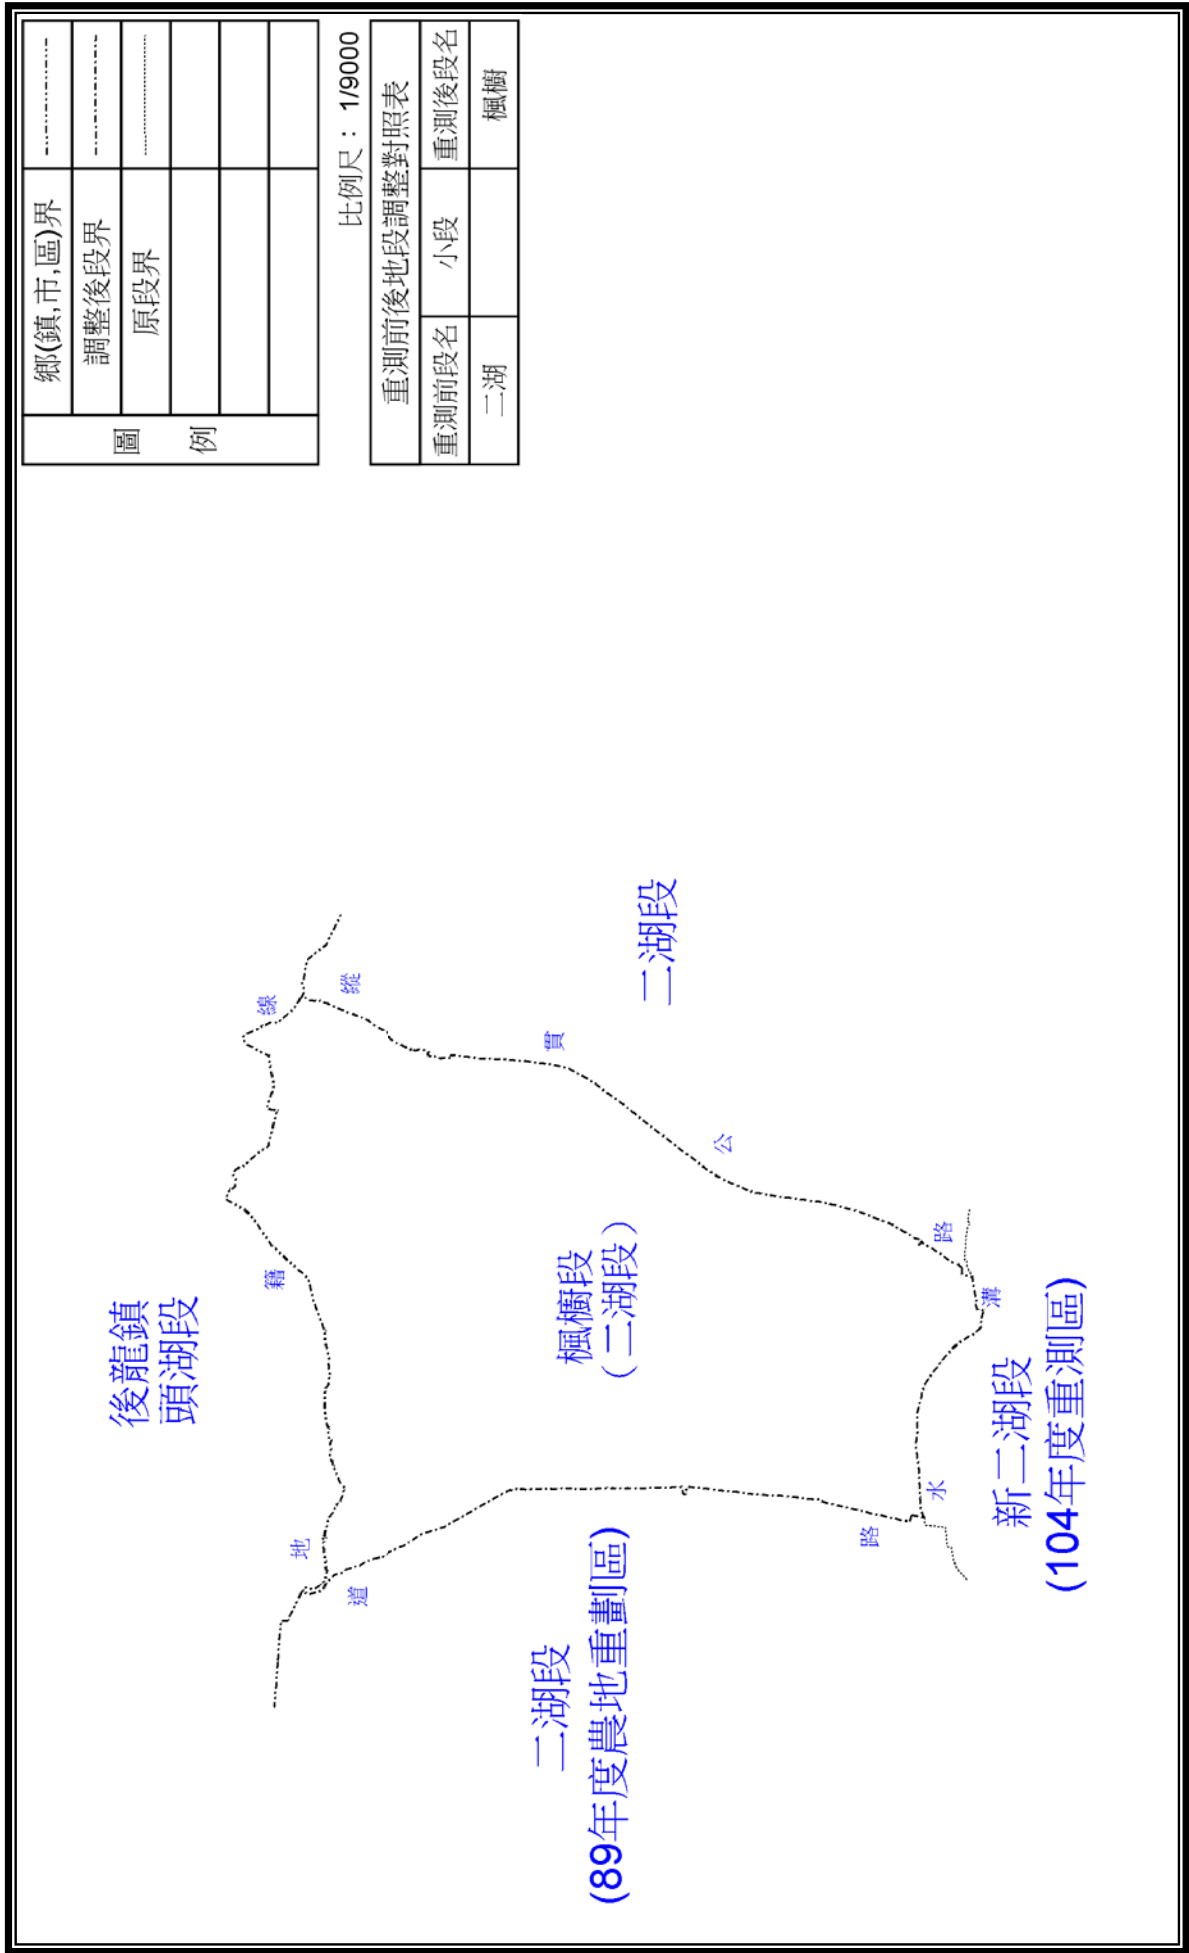 圖例
鄉(鎮,市,區)界
調整後段界
原段界
比例尺：1/9000
重測前後地段調整對照表
重測前段名 小段 重測後段名
二湖 楓櫥
後龍鎮
頭湖段
地籍線
縱貫公路
二湖段
楓櫥段
(二湖段)
道路
二湖段
(89年度農地重劃區)
水溝
新二湖段
(104年度重測區)